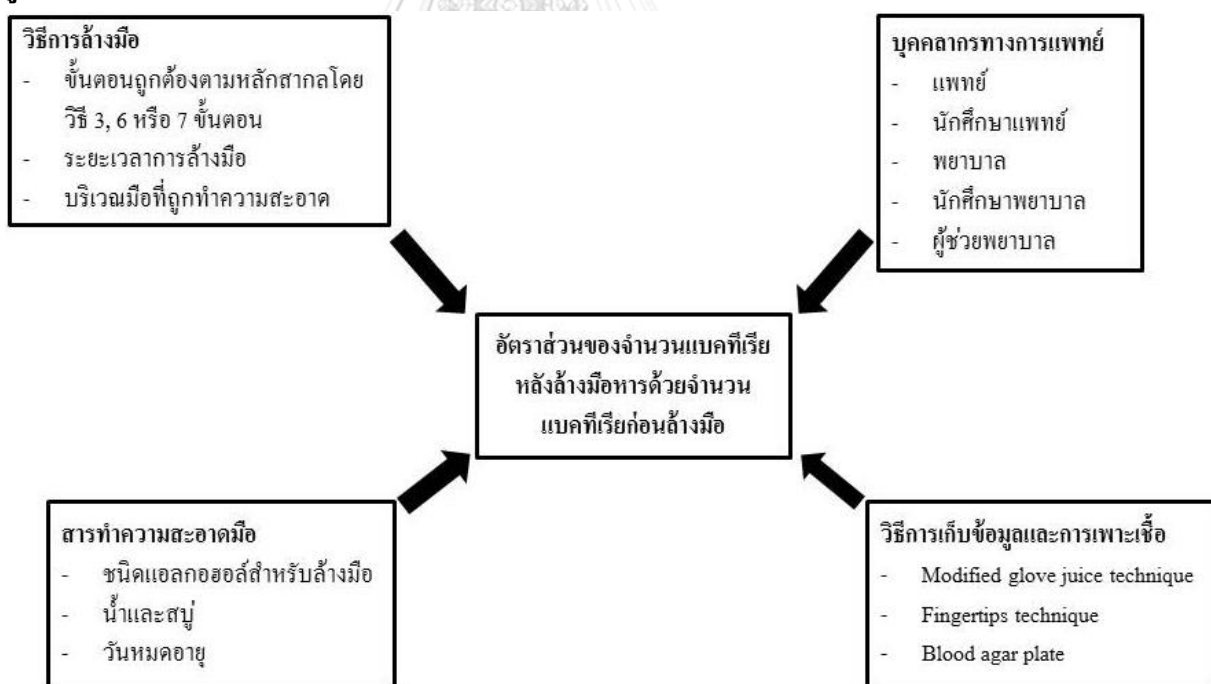 วิธีการล้างมือ
- ขั้นตอนถูกต้องตามหลักสากลโดย
วิธี 3, 6 หรือ 7 ขั้นตอน
- ระยะเวลาการล้างมือ
- บริเวณมือที่ถูกทำความสะอาด
บุคคลากรทางการแพทย์
- แพทย์
- นักศึกษาแพทย์
- พยาบาล
- นักศึกษาพยาบาล
- ผู้ช่วยพยาบาล
อัตราส่วนของจำนวนแบคทีเรีย
หลังล้างมือหารด้วยจำนวน
แบคทีเรียก่อนล้างมือ
สารทำความสะอาดมือ
- ชนิดแอลกอฮอล์สำหรับล้างมือ
- น้ำและสบู่
- วันหมดอายุ
วิธีการเก็บข้อมูลและการเพาะเชื้อ
- Modified glove juice technique
- Fingertips technique
- Blood agar plate